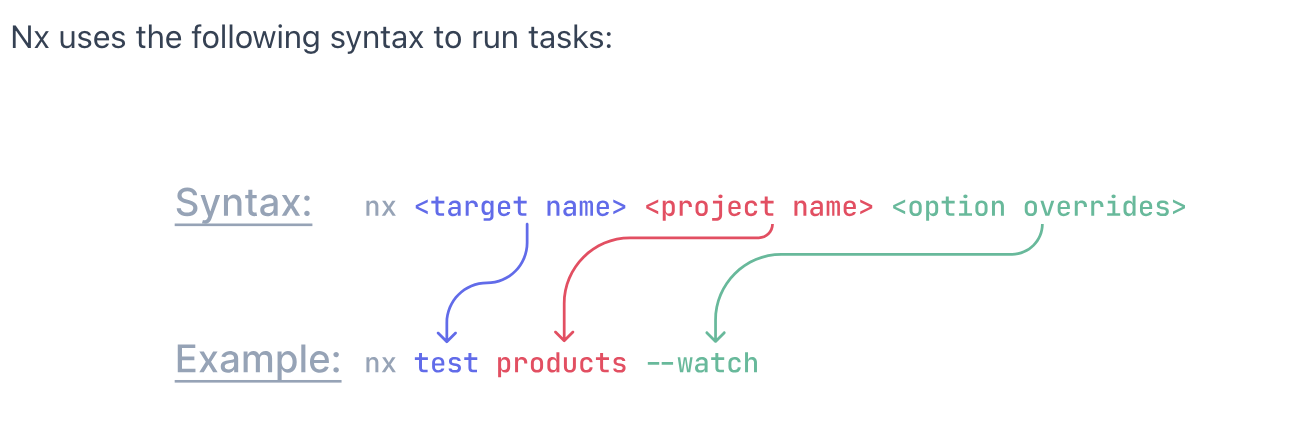 Nx uses the following syntax to run tasks:
Syntax: nx <target name> <project name> <option overrides>
Example: nx test products --watch